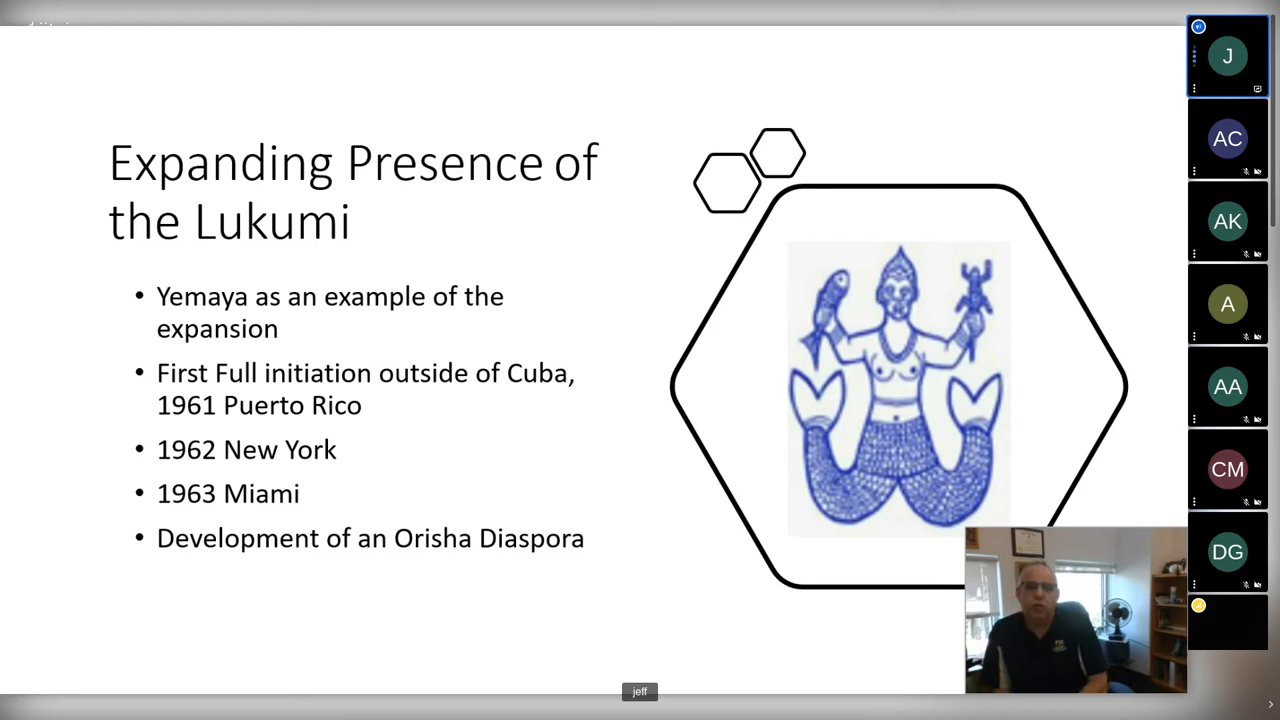 Expanding Presence of
the Lukumi
• Yemaya as an example of the
expansion
• First Full initiation outside of Cuba,
1961 Puerto Rico
• 1962 New York
• 1963 Miami
• Development of an Orisha Diaspora
J
AC
AK
A
AA
CM
DG
jeff